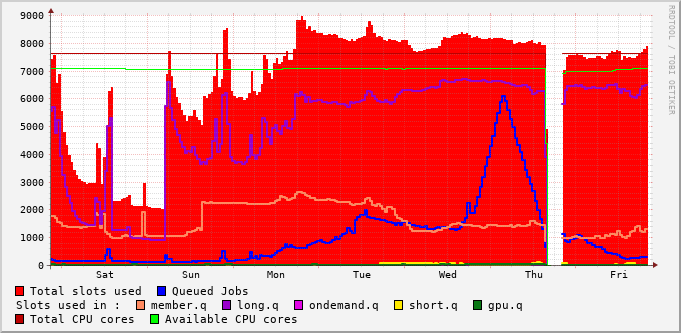 RRDTOOL / TOBI OETIKER
9000
8000
7000
6000
5000
4000
3000
2000
1000
0
Sat Sun Mon Tue Wed Thu Fri
Total slots used Queued Jobs
Slots used in : member.q long.q ondemand.q short.q gpu.q
Total CPU cores Available CPU cores